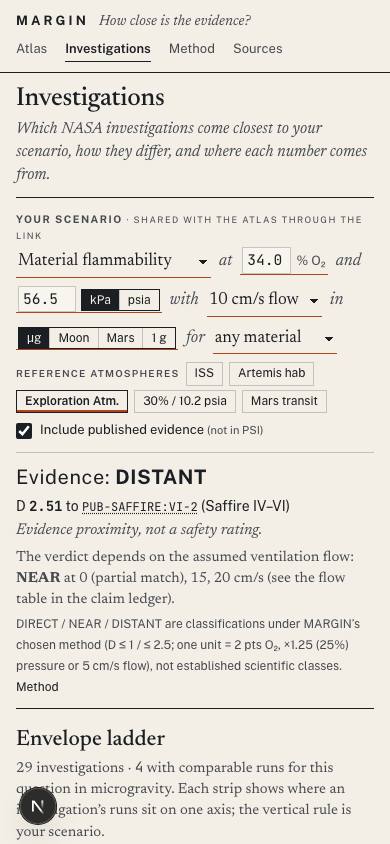 MARGIN How close is the evidence?
Atlas Investigations Method Sources
Investigations
Which NASA investigations come closest to your
scenario, how they differ, and where each number comes
from.
YOUR SCENARIO · SHARED WITH THE ATLAS THROUGH THE
LINK
Material flammability at 34.0 % O₂ and
56.5 kPa psia with 10 cm/s flow in
µg Moon Mars 1 g for any material
REFERENCE ATMOSPHERES ISS Artemis hab
Exploration Atm. 30% / 10.2 psia Mars transit
Include published evidence (not in PSI)
Evidence: DISTANT
D 2.51 to PUB-SAFFIRE:VI-2 (Saffire IV–VI)
Evidence proximity, not a safety rating.
The verdict depends on the assumed ventilation flow:
NEAR at 0 (partial match), 15, 20 cm/s (see the flow
table in the claim ledger).
DIRECT / NEAR / DISTANT are classifications under MARGIN's
chosen method (D ≤ 1 / ≤ 2.5; one unit = 2 pts O₂, ×1.25 (25%)
pressure or 5 cm/s flow), not established scientific classes.
Method
Envelope ladder
29 investigations · 4 with comparable runs for this
question in microgravity. Each strip shows where an
N
runs sit on one axis; the vertical rule is
your scenario.